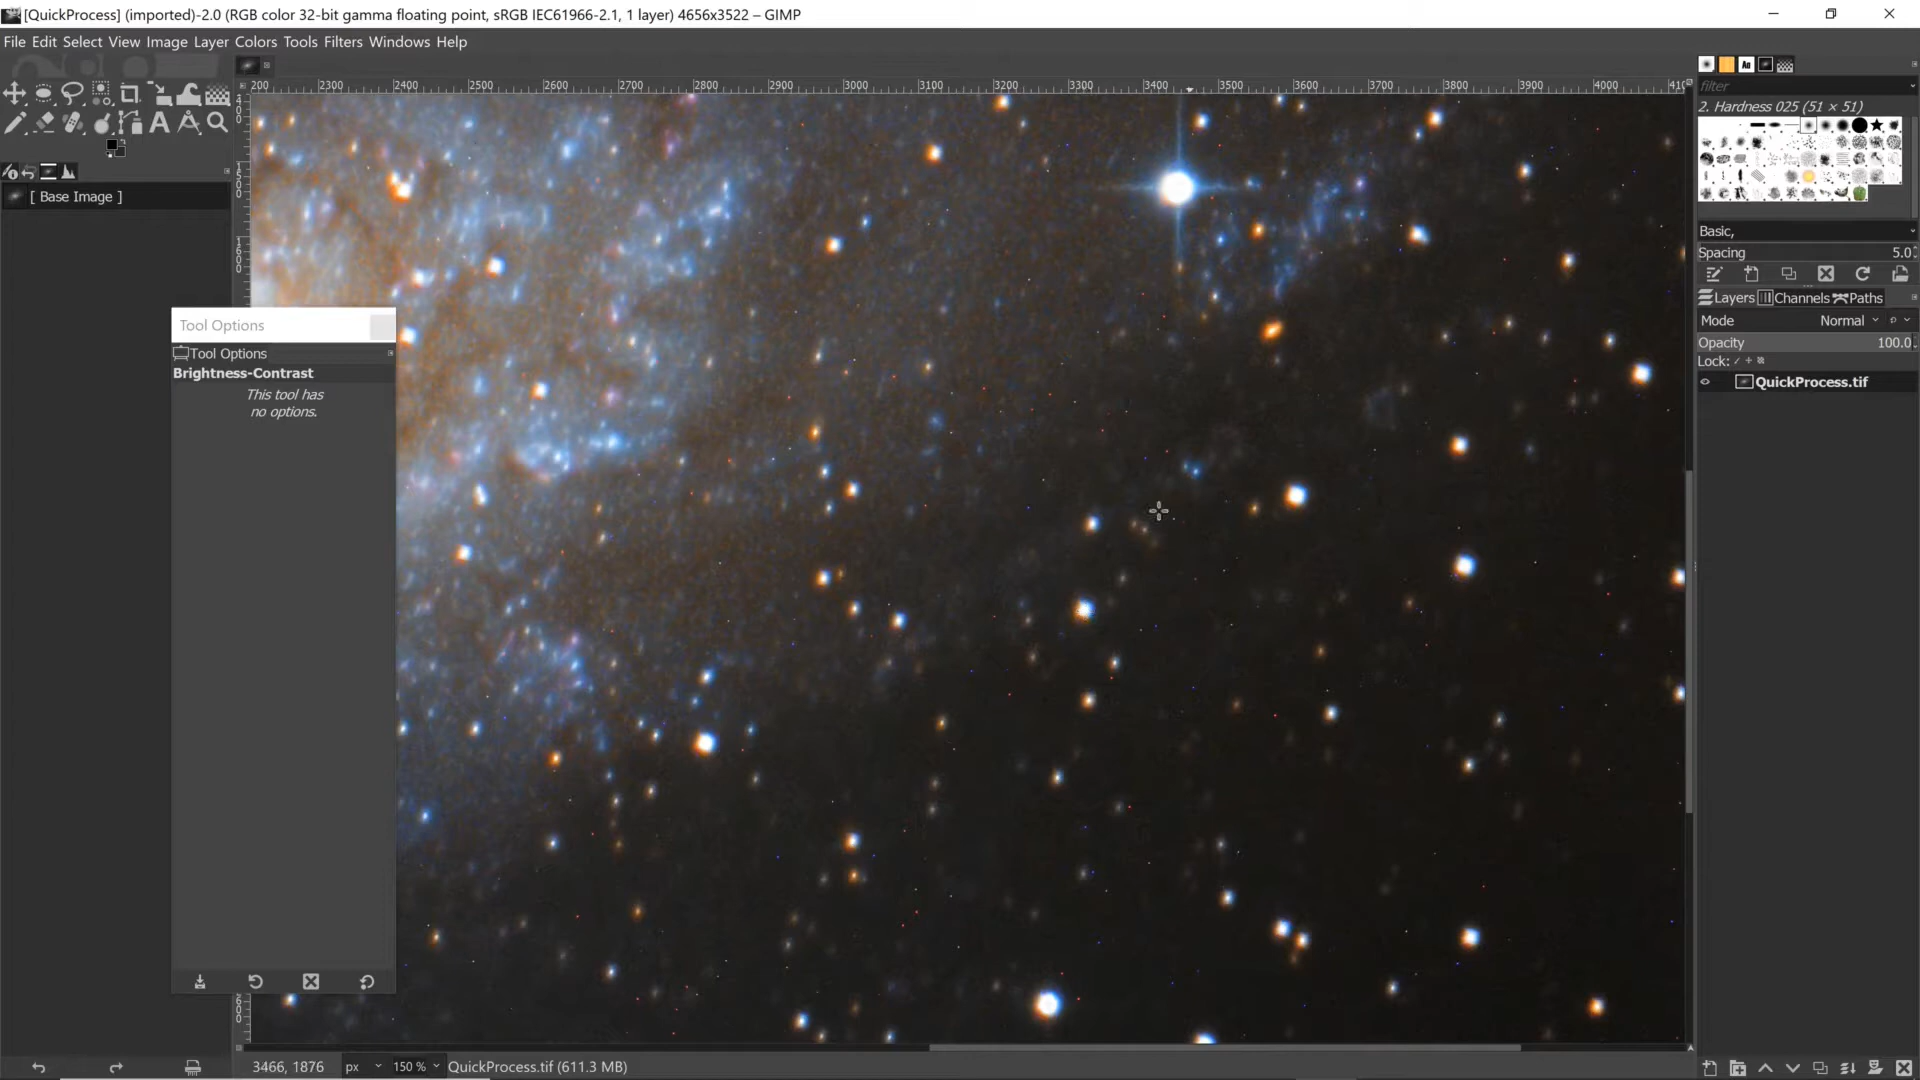 [QuickProcess] (imported)-2.0 (RGB color 32-bit gamma floating point, sRGB IEC61966-2.1, 1 layer) 4656x3522 – GIMP
File Edit Select View Image Layer Colors Tools Filters Windows Help
200 2300 2400 2500 2600 2700 2800 2900 3000 3100 3200 3300 3400 3500 3600 3700 3800 3900 4000 410
filter
2. Hardness 025 (51 × 51)
[ Base Image ]
Basic,
Spacing 5.0
Layers Channels Paths
Mode Normal
Opacity 100.0
Lock:
QuickProcess.tif
Tool Options
Tool Options
Brightness-Contrast
This tool has
no options.
3466, 1876 px 150 % QuickProcess.tif (611.3 MB)